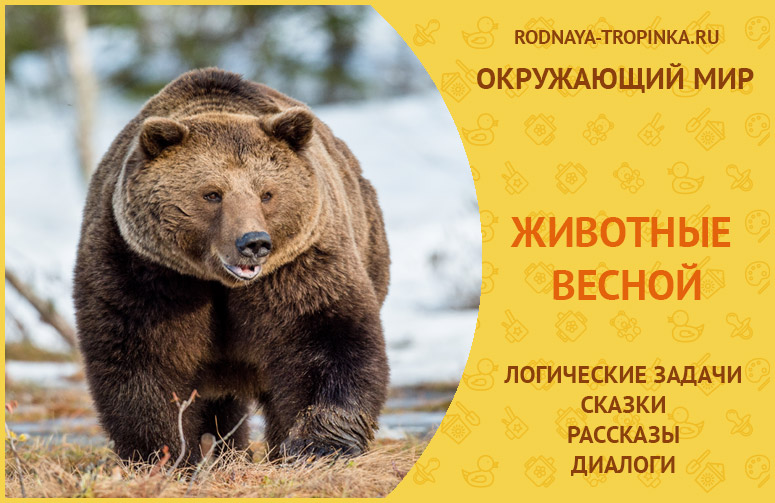 RODNAYA-TROPINKA.RU
ОКРУЖАЮЩИЙ МИР
ЖИВОТНЫЕ
ВЕСНОЙ
ЛОГИЧЕСКИЕ ЗАДАЧИ
СКАЗКИ
РАССКАЗЫ
ДИАЛОГИ